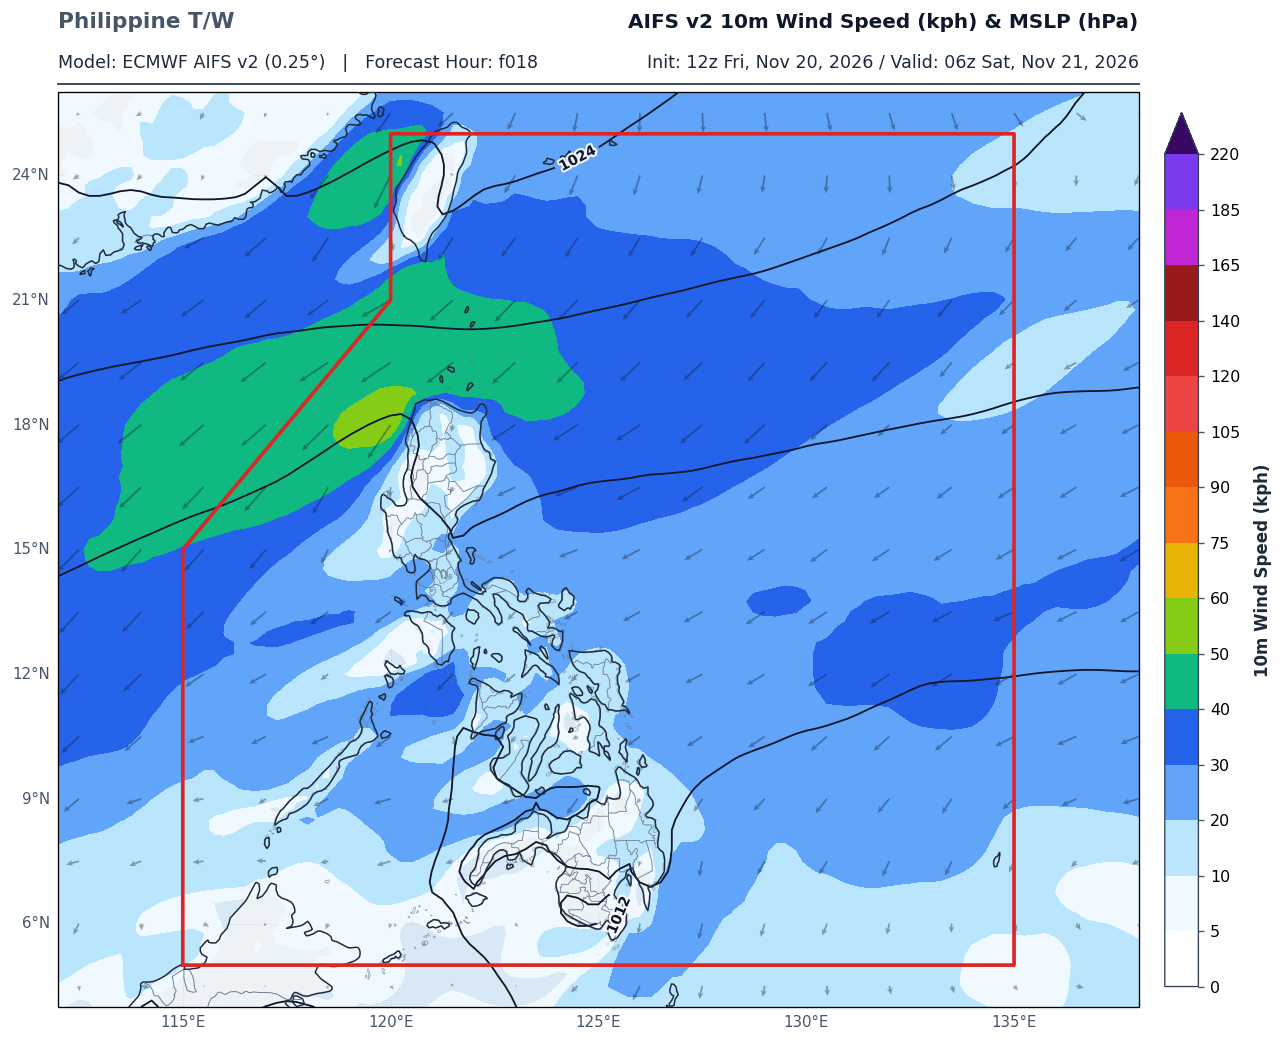 Philippine T/W
AIFS v2 10m Wind Speed (kph) & MSLP (hPa)
Model: ECMWF AIFS v2 (0.25°) | Forecast Hour: f018
Init: 12z Fri, Nov 20, 2026 / Valid: 06z Sat, Nov 21, 2026
1024
1012
24°N
21°N
18°N
15°N
12°N
9°N
6°N
115°E
120°E
125°E
130°E
135°E
220
185
165
140
120
105
90
75
60
50
40
30
20
10
5
0
10m Wind Speed (kph)